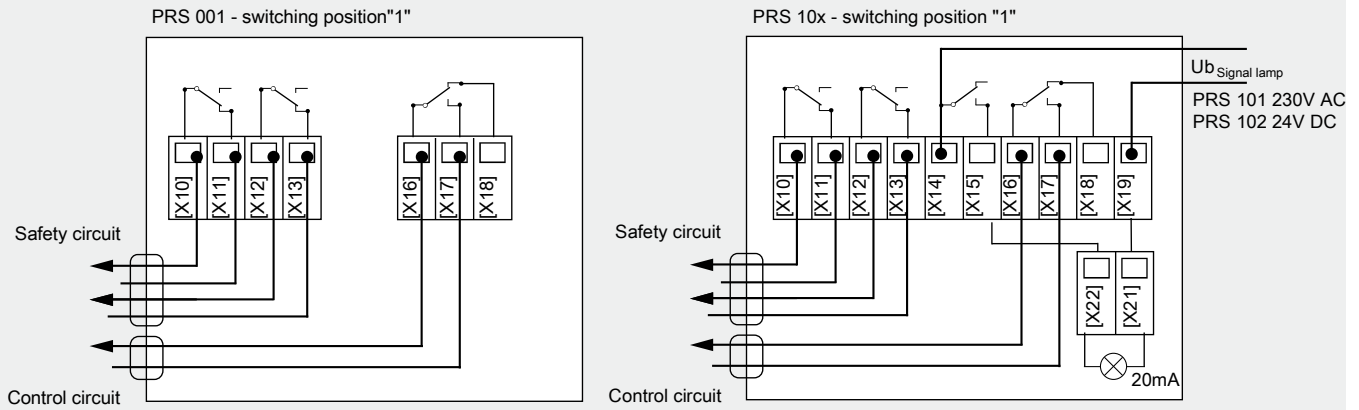 PRS 001 - switching position"1"
[X10]
[X11]
[X12]
[X13]
[X16]
[X17]
[X18]
Safety circuit
Control circuit
PRS 10x - switching position "1"
Ub Signal lamp
PRS 101 230V AC
PRS 102 24V DC
[X10]
[X11]
[X12]
[X13]
[X14]
[X15]
[X16]
[X17]
[X18]
[X19]
Safety circuit
[X22]
[X21]
20mA
Control circuit